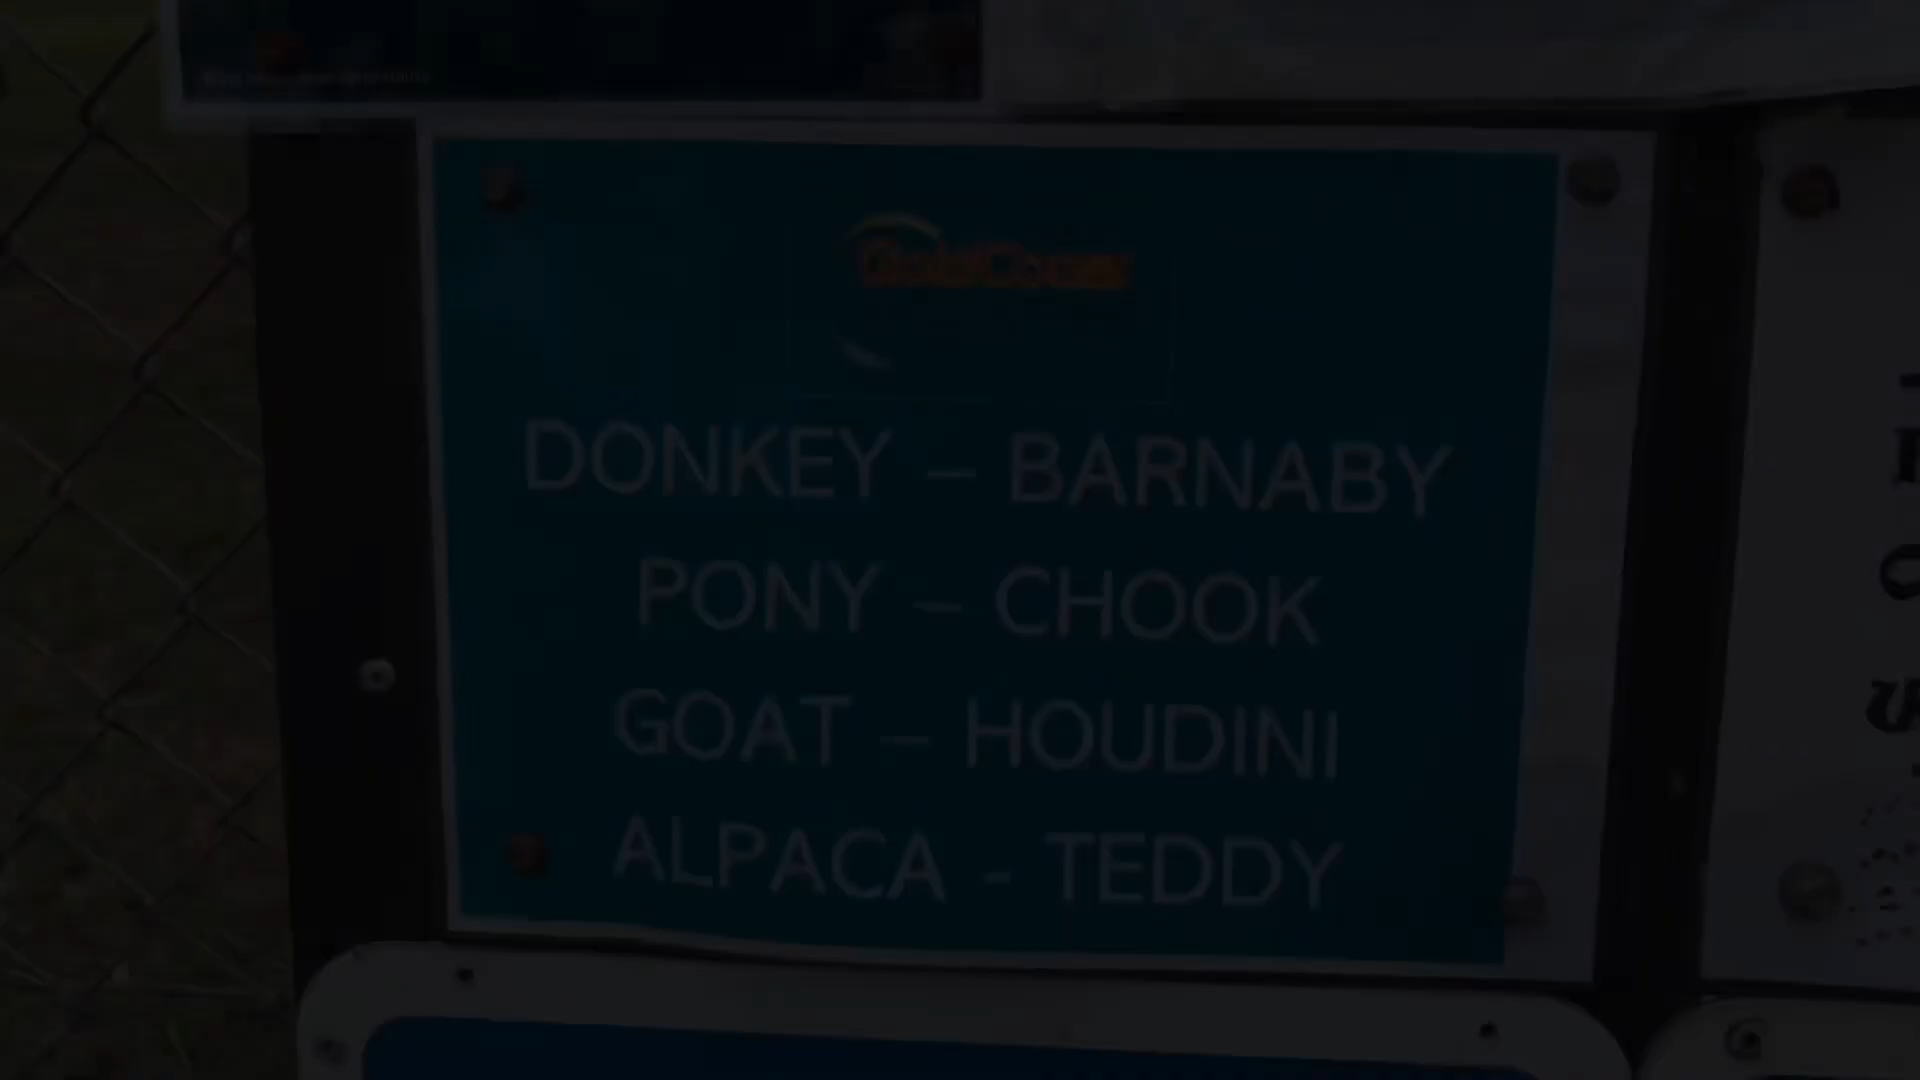 DONKEY – BARNABY
PONY – CHOOK
GOAT – HOUDINI
ALPACA - TEDDY